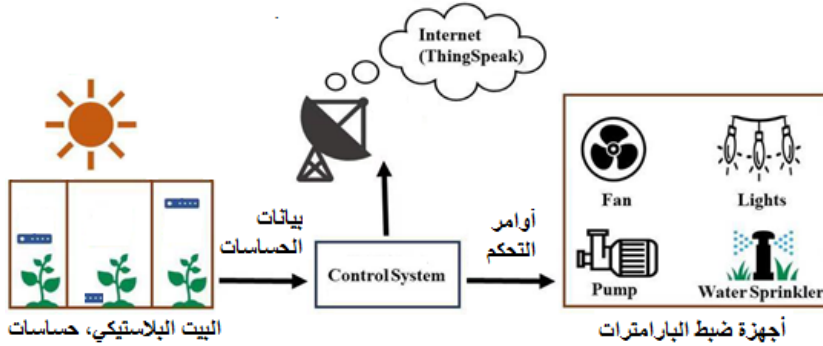 Internet
(ThingSpeak)
بيانات
الحساسات
Control System
أوامر
التحكم
Fan
Lights
Pump
Water Sprinkler
البيت البلاستيكي، حساسات
أجهزة ضبط البارامترات